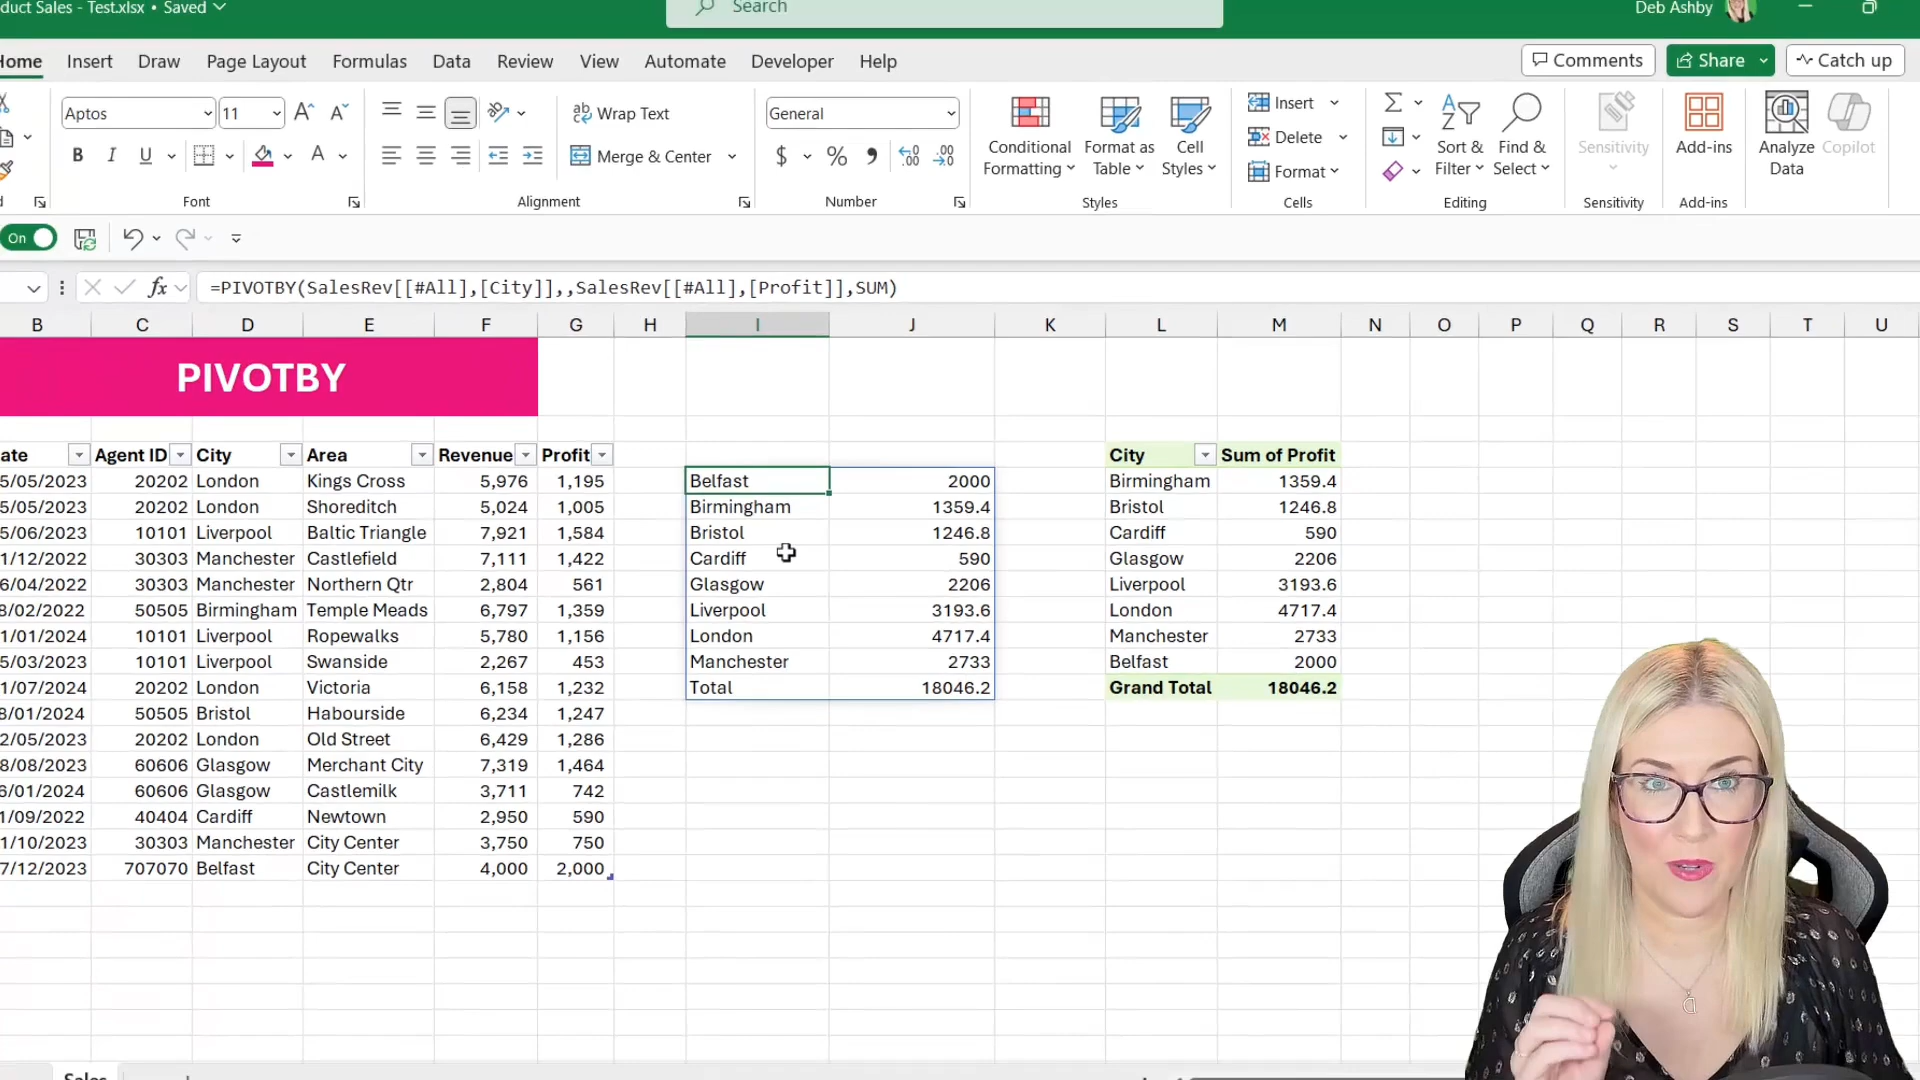 duct Sales - Test.xlsx • Saved
Search
Deb Ashby
Home Insert Draw Page Layout Formulas Data Review View Automate Developer Help
Comments Share Catch up
Aptos 11 Wrap Text General
B I U Merge & Center $ %
Conditional Formatting
Format as Table
Cell Styles
Insert
Delete
Format
Sort & Filter
Find & Select
Sensitivity
Add-ins
Analyze Data
Copilot
Font Alignment Number Styles Cells Editing Sensitivity Add-ins
On
fx =PIVOTBY(SalesRev[[#All],[City]],,SalesRev[[#All],[Profit]],SUM)
B C D E F G H I J K L M N O P Q R S T U
PIVOTBY
ate Agent ID City Area Revenue Profit City Sum of Profit
5/05/2023 20202 London Kings Cross 5,976 1,195 Belfast 2000 Birmingham 1359.4
5/05/2023 20202 London Shoreditch 5,024 1,005 Birmingham 1359.4 Bristol 1246.8
5/06/2023 10101 Liverpool Baltic Triangle 7,921 1,584 Bristol 1246.8 Cardiff 590
1/12/2022 30303 Manchester Castlefield 7,111 1,422 Cardiff 590 Glasgow 2206
6/04/2022 30303 Manchester Northern Qtr 2,804 561 Glasgow 2206 Liverpool 3193.6
8/02/2022 50505 Birmingham Temple Meads 6,797 1,359 Liverpool 3193.6 London 4717.4
1/01/2024 10101 Liverpool Ropewalks 5,780 1,156 London 4717.4 Manchester 2733
5/03/2023 10101 Liverpool Swanside 2,267 453 Manchester 2733 Belfast 2000
1/07/2024 20202 London Victoria 6,158 1,232 Total 18046.2 Grand Total 18046.2
8/01/2024 50505 Bristol Habourside 6,234 1,247
2/05/2023 20202 London Old Street 6,429 1,286
8/08/2023 60606 Glasgow Merchant City 7,319 1,464
6/01/2024 60606 Glasgow Castlemilk 3,711 742
1/09/2022 40404 Cardiff Newtown 2,950 590
1/10/2023 30303 Manchester City Center 3,750 750
7/12/2023 707070 Belfast City Center 4,000 2,000
Sales